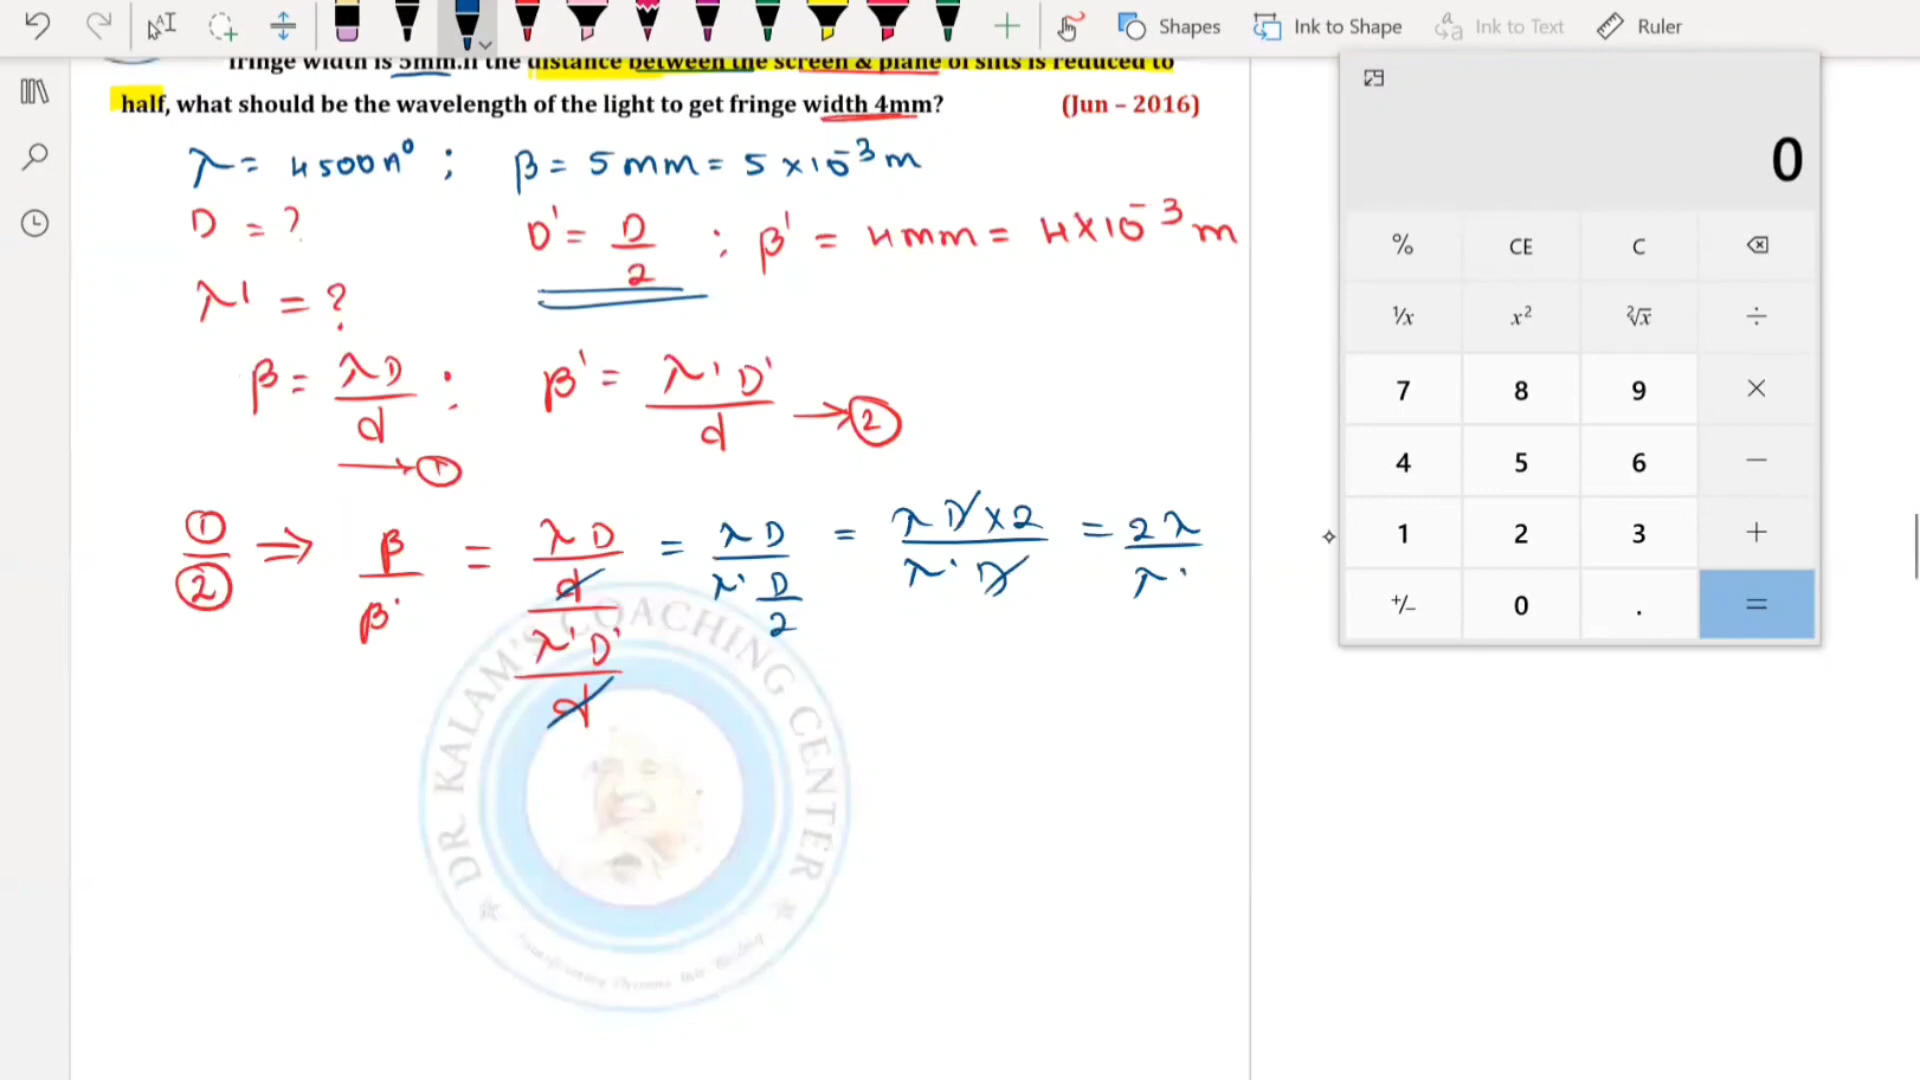 Shapes Ink to Shape Ink to Text Ruler
fringe width is 5mm.If the distance between the screen & plane of slits is reduced to
half, what should be the wavelength of the light to get fringe width 4mm? (Jun – 2016)
λ = 4500A° ; β = 5mm = 5×10⁻³m
D = ? D' = D/2 : β' = 4mm = 4×10⁻³m
λ' = ?
β = λD/d → ① : β' = λ'D'/d → ②
①/② ⇒ β/β' = (λD/d)/(λ'D'/d) = λD/(λ' D/2) = λD×2/λ'D = 2λ/λ'
DR KALAM'S COACHING CENTER
0
% CE C
¹/x x² ²√x ÷
7 8 9 ×
4 5 6 −
1 2 3 +
+/− 0 . =